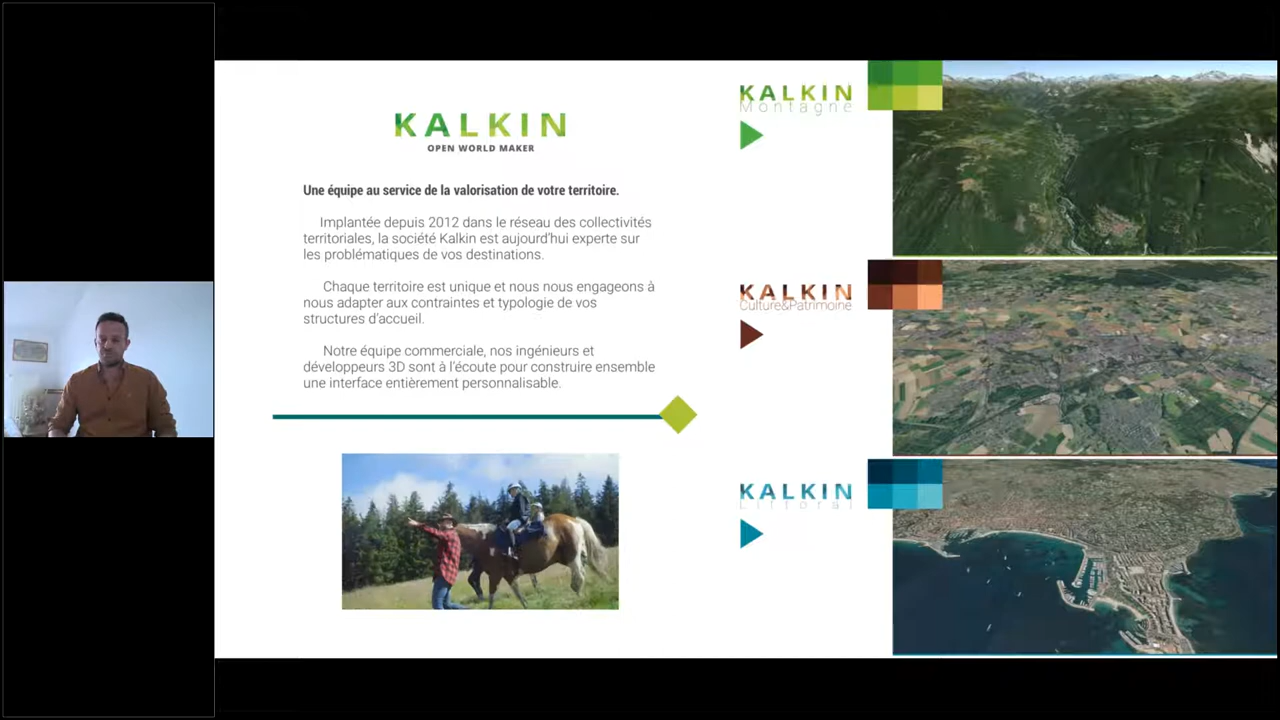 KALKIN
OPEN WORLD MAKER
Une équipe au service de la valorisation de votre territoire.
Implantée depuis 2012 dans le réseau des collectivités
territoriales, la société Kalkin est aujourd'hui experte sur
les problématiques de vos destinations.
Chaque territoire est unique et nous nous engageons à
nous adapter aux contraintes et typologie de vos
structures d'accueil.
Notre équipe commerciale, nos ingénieurs et
développeurs 3D sont à l'écoute pour construire ensemble
une interface entièrement personnalisable.
KALKIN
Montagne
KALKIN
Culture&Patrimoine
KALKIN
Littoral